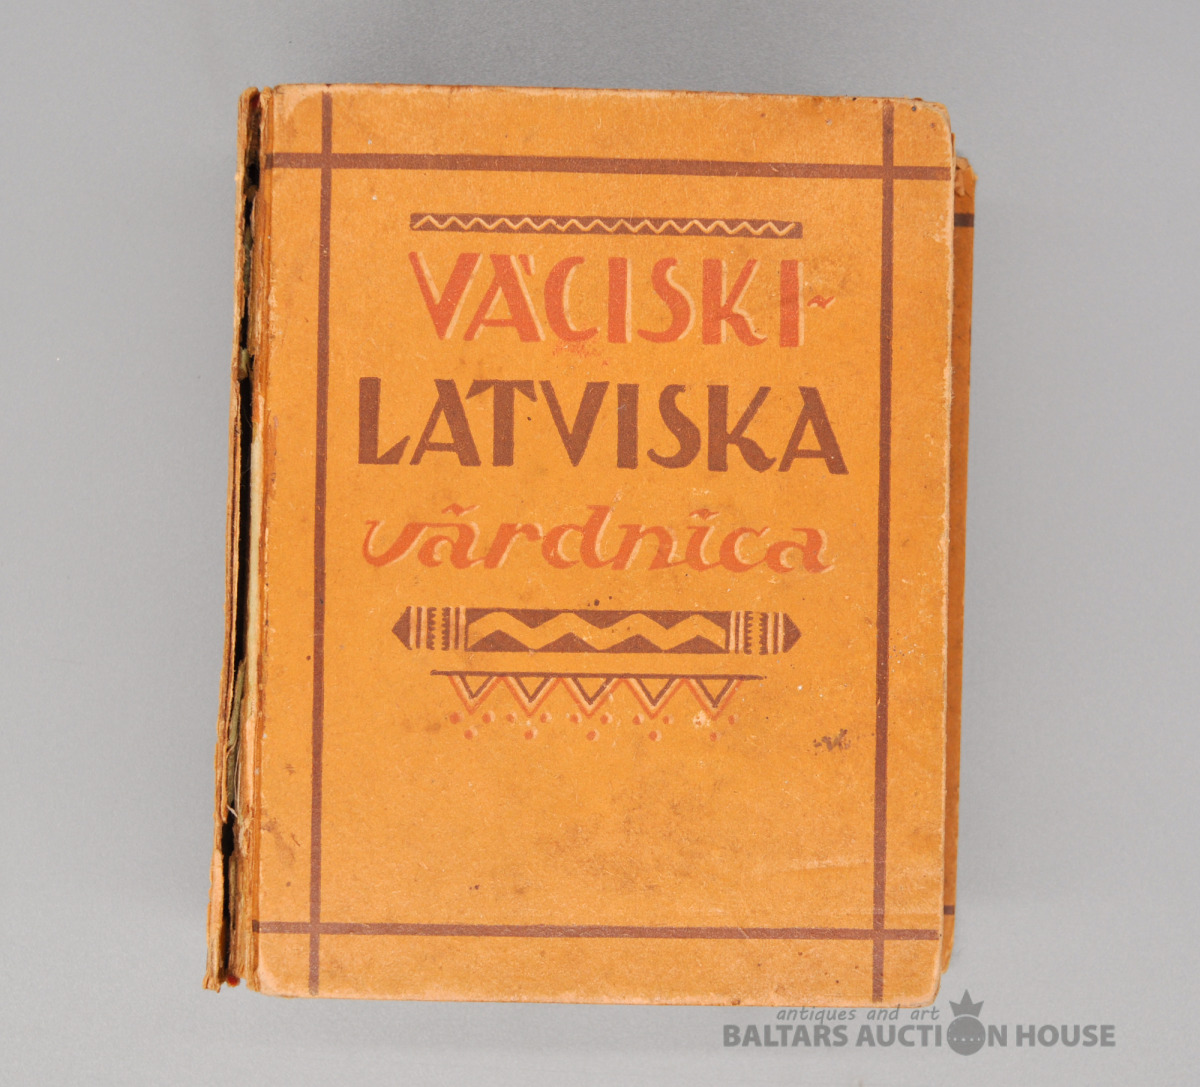 VĀCISKI-
LATVISKA
vārdnīca
antiques and art
BALTARS AUCTION HOUSE